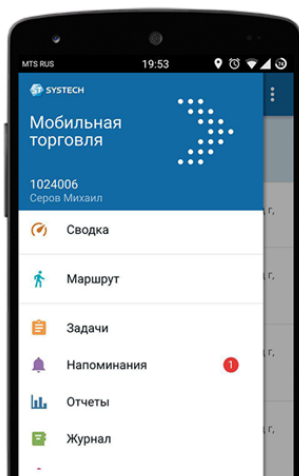 MTS RUS 19:53
SYSTECH
Мобильная
торговля
1024006
Серов Михаил
Сводка
Маршрут
г,
Задачи
г,
Напоминания 1
г,
Отчеты
Журнал
г,